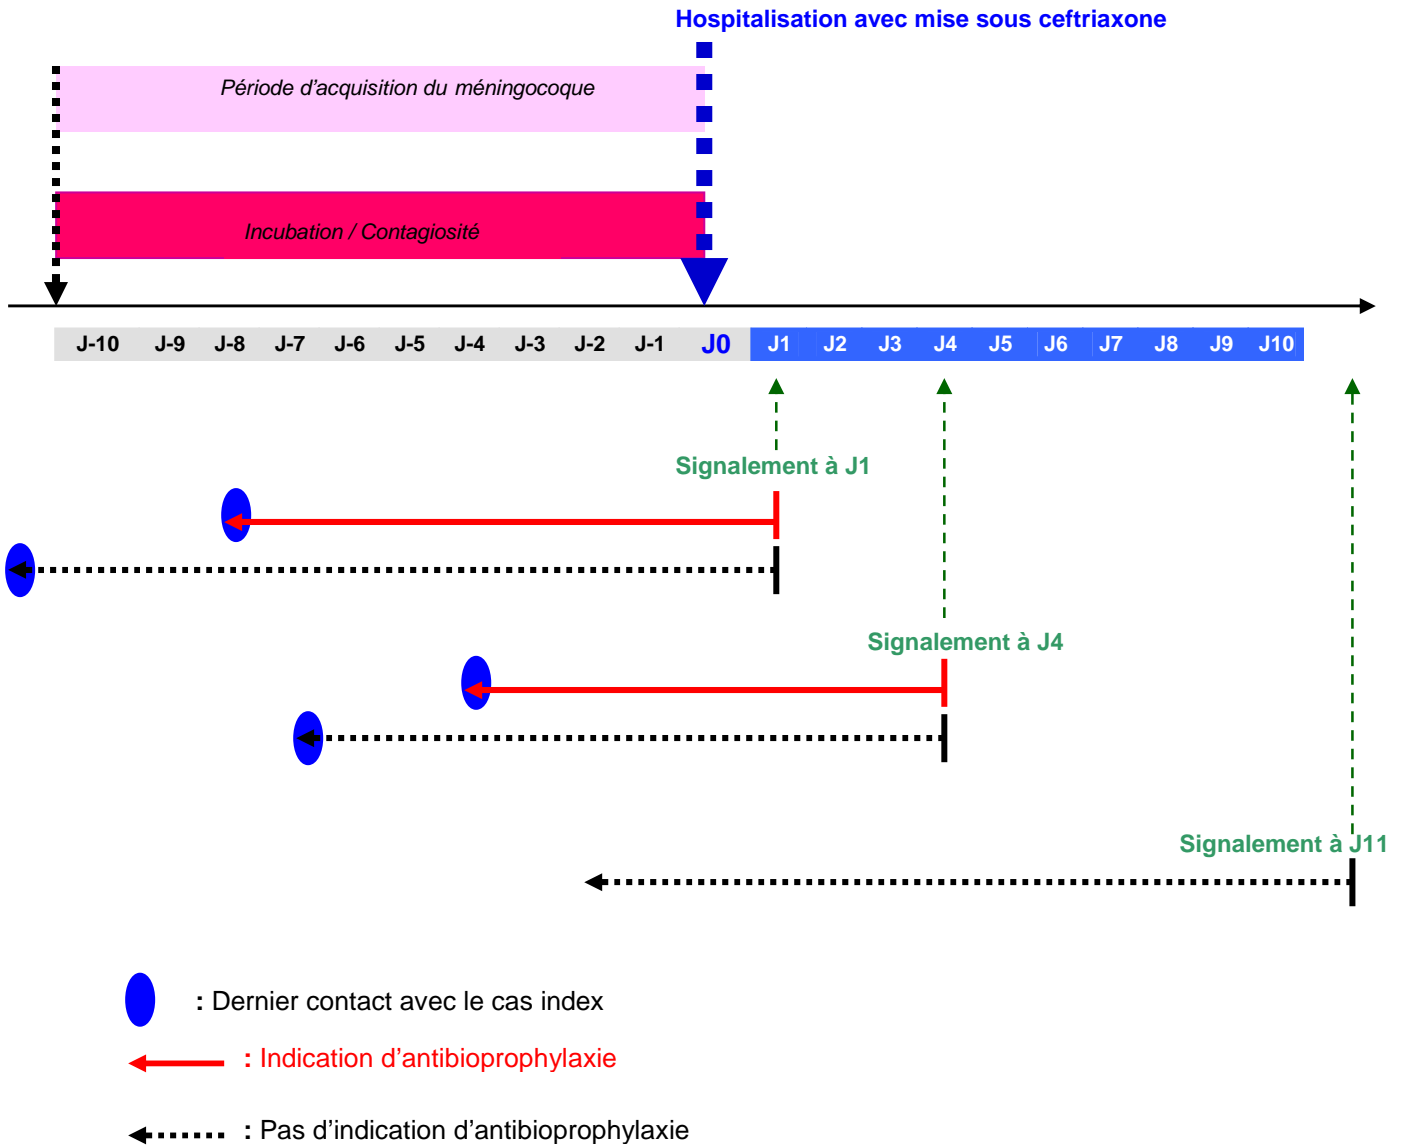 Hospitalisation avec mise sous ceftriaxone
Période d'acquisition du méningocoque
Incubation / Contagiosité
J-10 J-9 J-8 J-7 J-6 J-5 J-4 J-3 J-2 J-1 J0 J1 J2 J3 J4 J5 J6 J7 J8 J9 J10
Signalement à J1
Signalement à J4
Signalement à J11
: Dernier contact avec le cas index
: Indication d'antibioprophylaxie
: Pas d'indication d'antibioprophylaxie